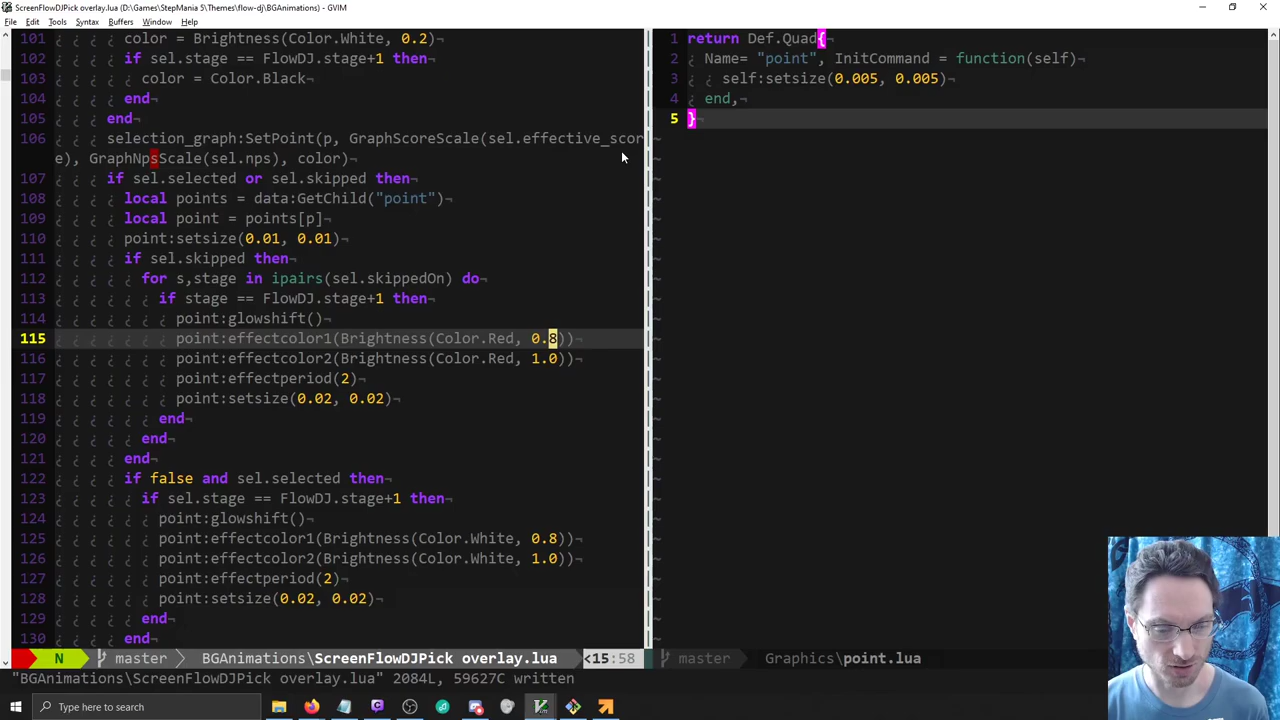 ScreenFlowDJPick overlay.lua (D:\Games\StepMania 5\Themes\flow-dj\BGAnimations) - GVIM
File Edit Tools Syntax Buffers Window Help
101 ¿ ¿ ¿ ¿ color = Brightness(Color.White, 0.2)¬
102 ¿ ¿ ¿ ¿ if sel.stage == FlowDJ.stage+1 then¬
103 ¿ ¿ ¿ ¿ ¿ color = Color.Black¬
104 ¿ ¿ ¿ ¿ end¬
105 ¿ ¿ ¿ end¬
106 ¿ ¿ ¿ selection_graph:SetPoint(p, GraphScoreScale(sel.effective_scor
e), GraphNpsScale(sel.nps), color)¬
107 ¿ ¿ ¿ if sel.selected or sel.skipped then¬
108 ¿ ¿ ¿ ¿ local points = data:GetChild("point")¬
109 ¿ ¿ ¿ ¿ local point = points[p]¬
110 ¿ ¿ ¿ ¿ point:setsize(0.01, 0.01)¬
111 ¿ ¿ ¿ ¿ if sel.skipped then¬
112 ¿ ¿ ¿ ¿ ¿ for s,stage in ipairs(sel.skippedOn) do¬
113 ¿ ¿ ¿ ¿ ¿ ¿ if stage == FlowDJ.stage+1 then¬
114 ¿ ¿ ¿ ¿ ¿ ¿ ¿ point:glowshift()¬
115 ¿ ¿ ¿ ¿ ¿ ¿ ¿ point:effectcolor1(Brightness(Color.Red, 0.8))¬
116 ¿ ¿ ¿ ¿ ¿ ¿ ¿ point:effectcolor2(Brightness(Color.Red, 1.0))¬
117 ¿ ¿ ¿ ¿ ¿ ¿ ¿ point:effectperiod(2)¬
118 ¿ ¿ ¿ ¿ ¿ ¿ ¿ point:setsize(0.02, 0.02)¬
119 ¿ ¿ ¿ ¿ ¿ ¿ end¬
120 ¿ ¿ ¿ ¿ ¿ end¬
121 ¿ ¿ ¿ ¿ end¬
122 ¿ ¿ ¿ ¿ if false and sel.selected then¬
123 ¿ ¿ ¿ ¿ ¿ if sel.stage == FlowDJ.stage+1 then¬
124 ¿ ¿ ¿ ¿ ¿ ¿ point:glowshift()¬
125 ¿ ¿ ¿ ¿ ¿ ¿ point:effectcolor1(Brightness(Color.White, 0.8))¬
126 ¿ ¿ ¿ ¿ ¿ ¿ point:effectcolor2(Brightness(Color.White, 1.0))¬
127 ¿ ¿ ¿ ¿ ¿ ¿ point:effectperiod(2)¬
128 ¿ ¿ ¿ ¿ ¿ ¿ point:setsize(0.02, 0.02)¬
129 ¿ ¿ ¿ ¿ ¿ end¬
130 ¿ ¿ ¿ ¿ end¬
N master BGAnimations\ScreenFlowDJPick overlay.lua <15:58
"BGAnimations\ScreenFlowDJPick overlay.lua" 2084L, 59627C written
1 return Def.Quad{¬
2 ¿ Name= "point", InitCommand = function(self)¬
3 ¿ ¿ self:setsize(0.005, 0.005)¬
4 ¿ end,¬
5 }¬
master Graphics\point.lua
Type here to search